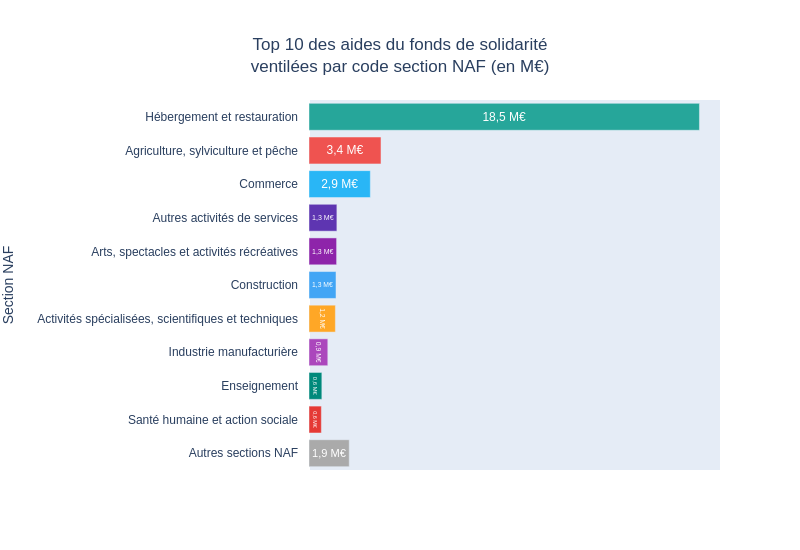 Top 10 des aides du fonds de solidarité
ventilées par code section NAF (en M€)
Section NAF
Hébergement et restauration
18,5 M€
Agriculture, sylviculture et pêche
3,4 M€
Commerce
2,9 M€
Autres activités de services
1,3 M€
Arts, spectacles et activités récréatives
1,3 M€
Construction
1,3 M€
Activités spécialisées, scientifiques et techniques
1,2 M€
Industrie manufacturière
0,9 M€
Enseignement
0,6 M€
Santé humaine et action sociale
0,6 M€
Autres sections NAF
1,9 M€